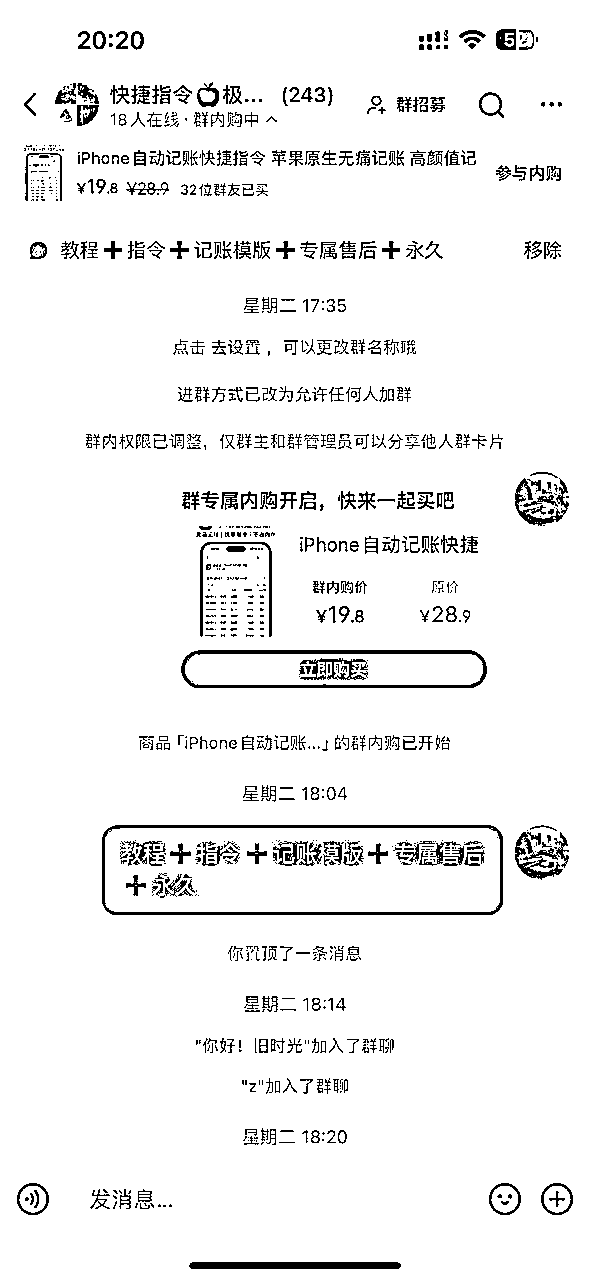 20:20
快捷指令🍎极... (243)
18人在线·群内购中
群招募
iPhone自动记账快捷指令 苹果原生无痛记账 高颜值记
¥19.8 ¥28.9 32位群友已买
参与内购
教程➕指令➕记账模版➕专属售后➕永久
移除
星期二 17:35
点击 去设置 ，可以更改群名称哦
进群方式已改为允许任何人加群
群内权限已调整，仅群主和群管理员可以分享他人群卡片
群专属内购开启，快来一起买吧
iPhone自动记账快捷
群内购价 原价
¥19.8 ¥28.9
立即购买
商品「iPhone自动记账...」的群内购已开始
星期二 18:04
教程➕指令➕记账模版➕专属售后
➕永久
你置顶了一条消息
星期二 18:14
"你好！旧时光"加入了群聊
"z"加入了群聊
星期二 18:20
发消息...